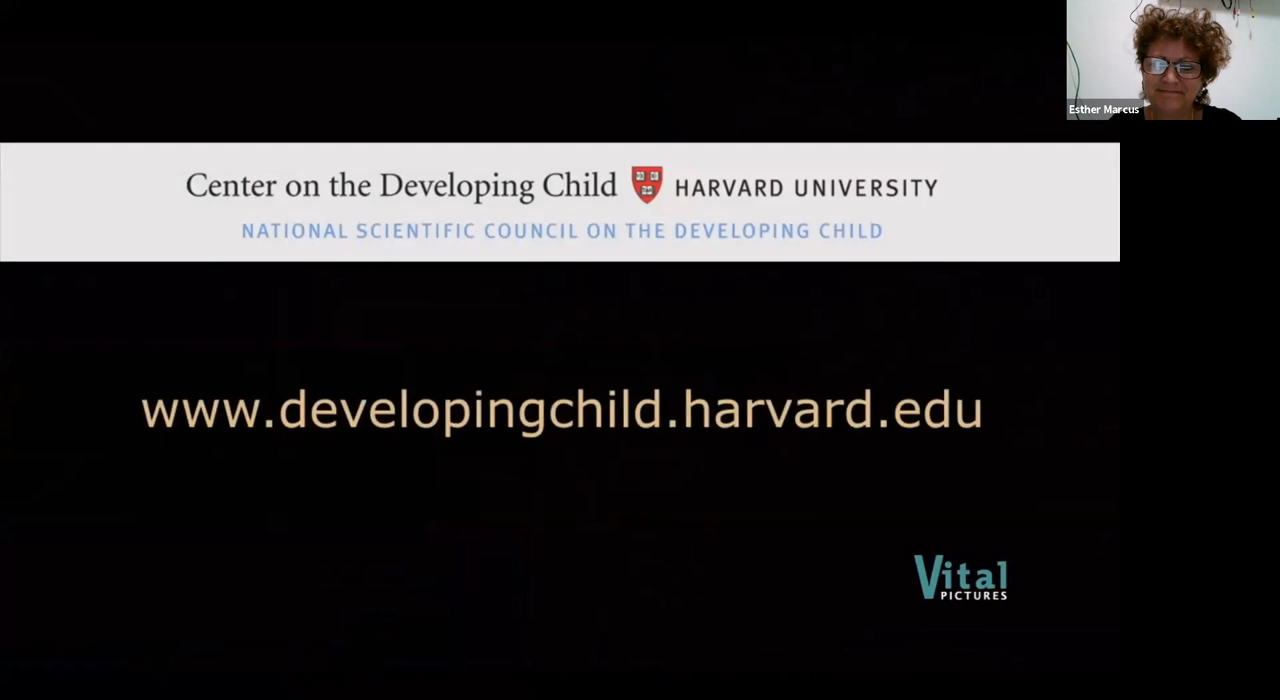 Esther Marcus
Center on the Developing Child HARVARD UNIVERSITY
NATIONAL SCIENTIFIC COUNCIL ON THE DEVELOPING CHILD
www.developingchild.harvard.edu
Vital
PICTURES